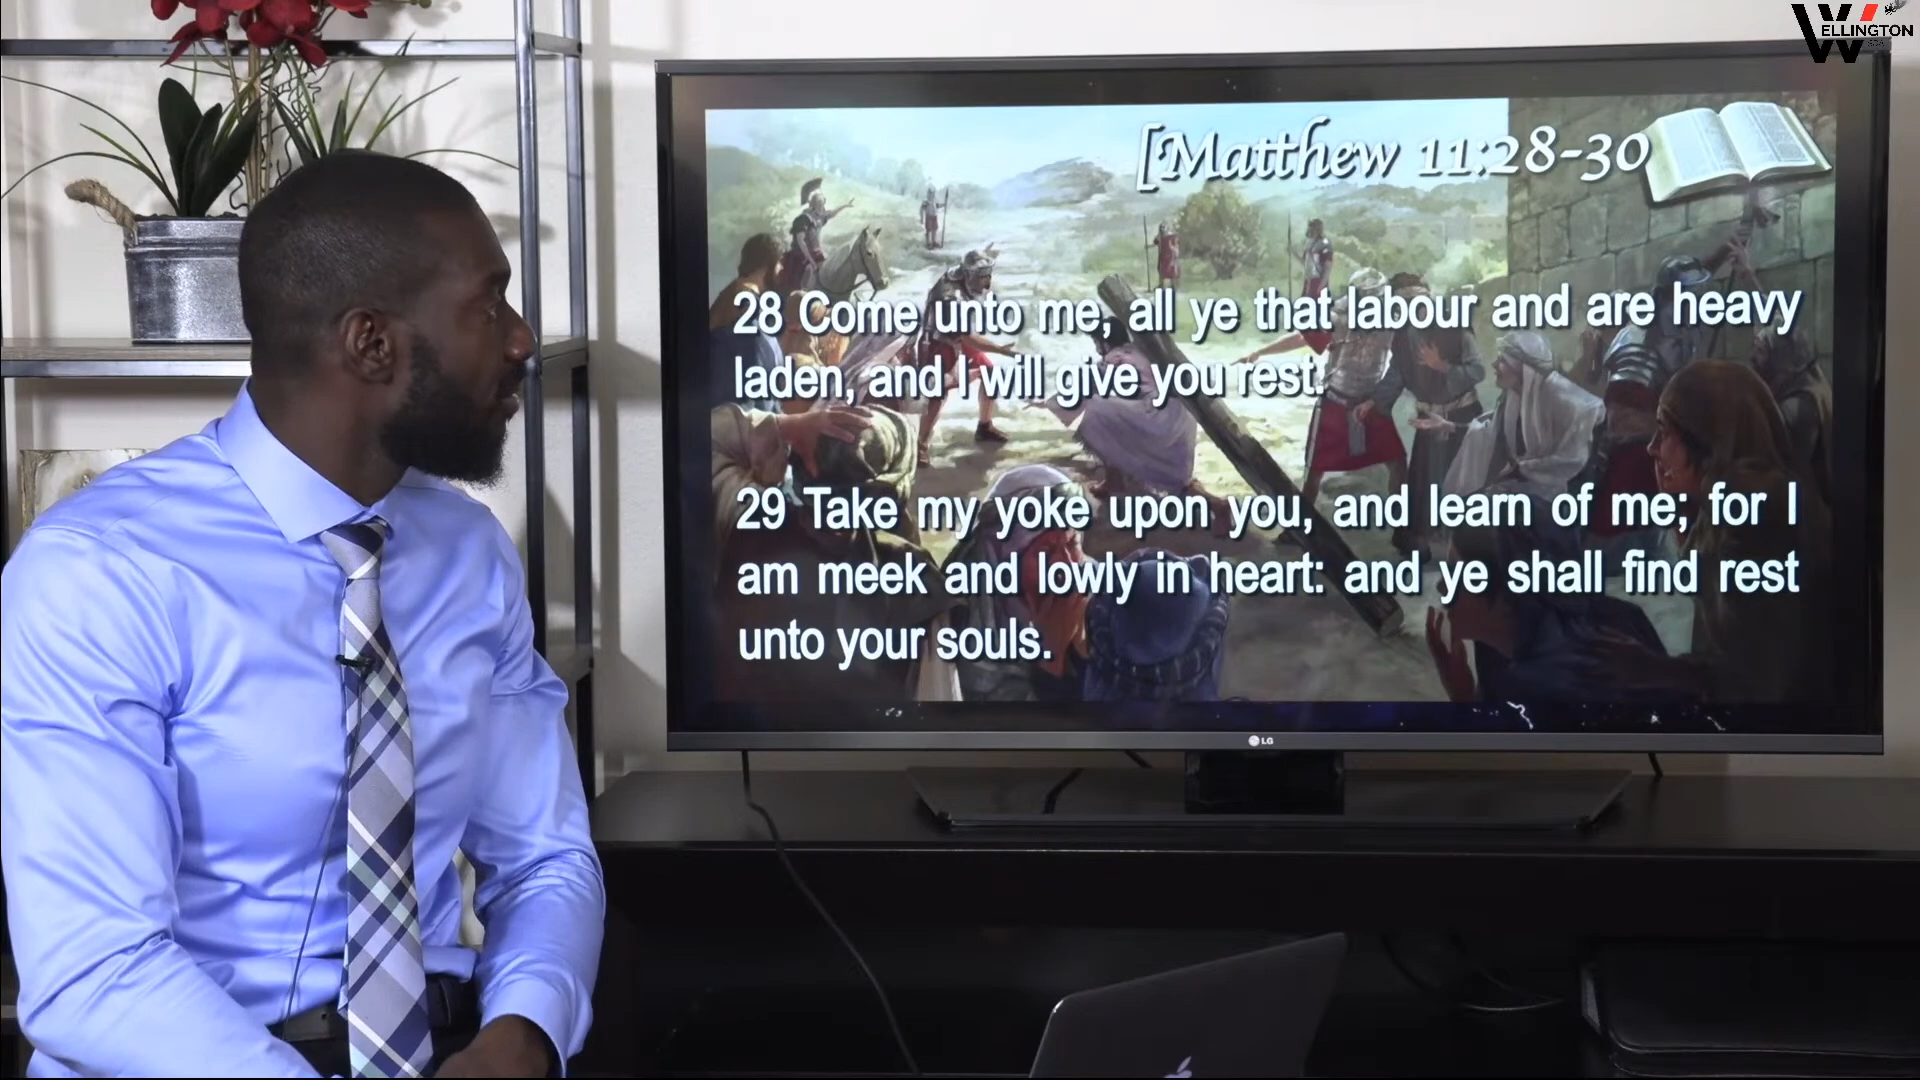 WELLINGTON
SDA
[Matthew 11:28-30
28 Come unto me, all ye that labour and are heavy
laden, and I will give you rest.
29 Take my yoke upon you, and learn of me; for I
am meek and lowly in heart: and ye shall find rest
unto your souls.
LG